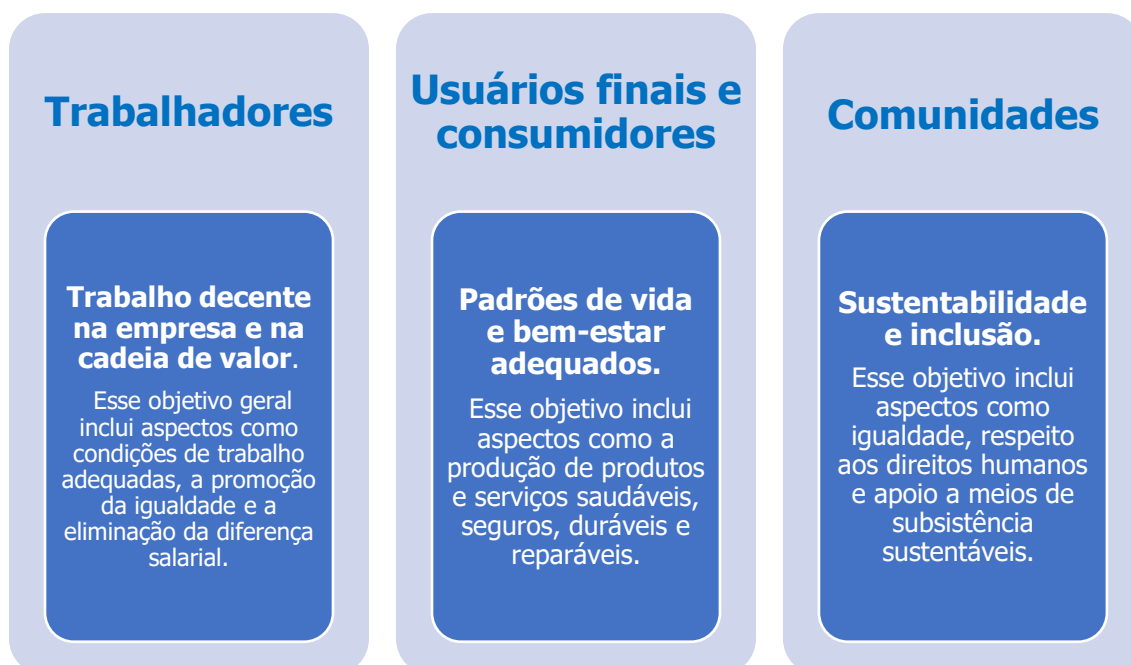 Trabalhadores
Trabalho decente
na empresa e na
cadeia de valor.
Esse objetivo geral
inclui aspectos como
condições de trabalho
adequadas, a promoção
da igualdade e a
eliminação da diferença
salarial.
Usuários finais e
consumidores
Padrões de vida
e bem-estar
adequados.
Esse objetivo inclui
aspectos como a
produção de produtos
e serviços saudáveis,
seguros, duráveis e
reparáveis.
Comunidades
Sustentabilidade
e inclusão.
Esse objetivo inclui
aspectos como
igualdade, respeito
aos direitos humanos
e apoio a meios de
subsistência
sustentáveis.